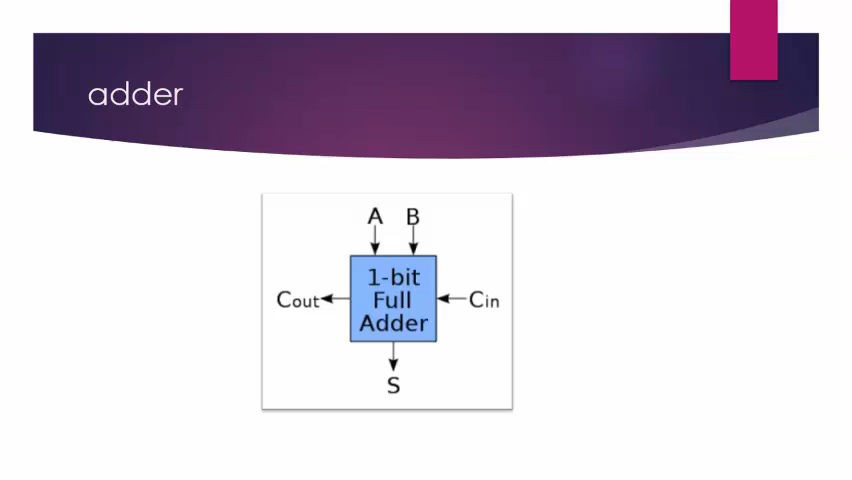 adder
A B
1-bit
Full
Adder
Cout
Cin
S